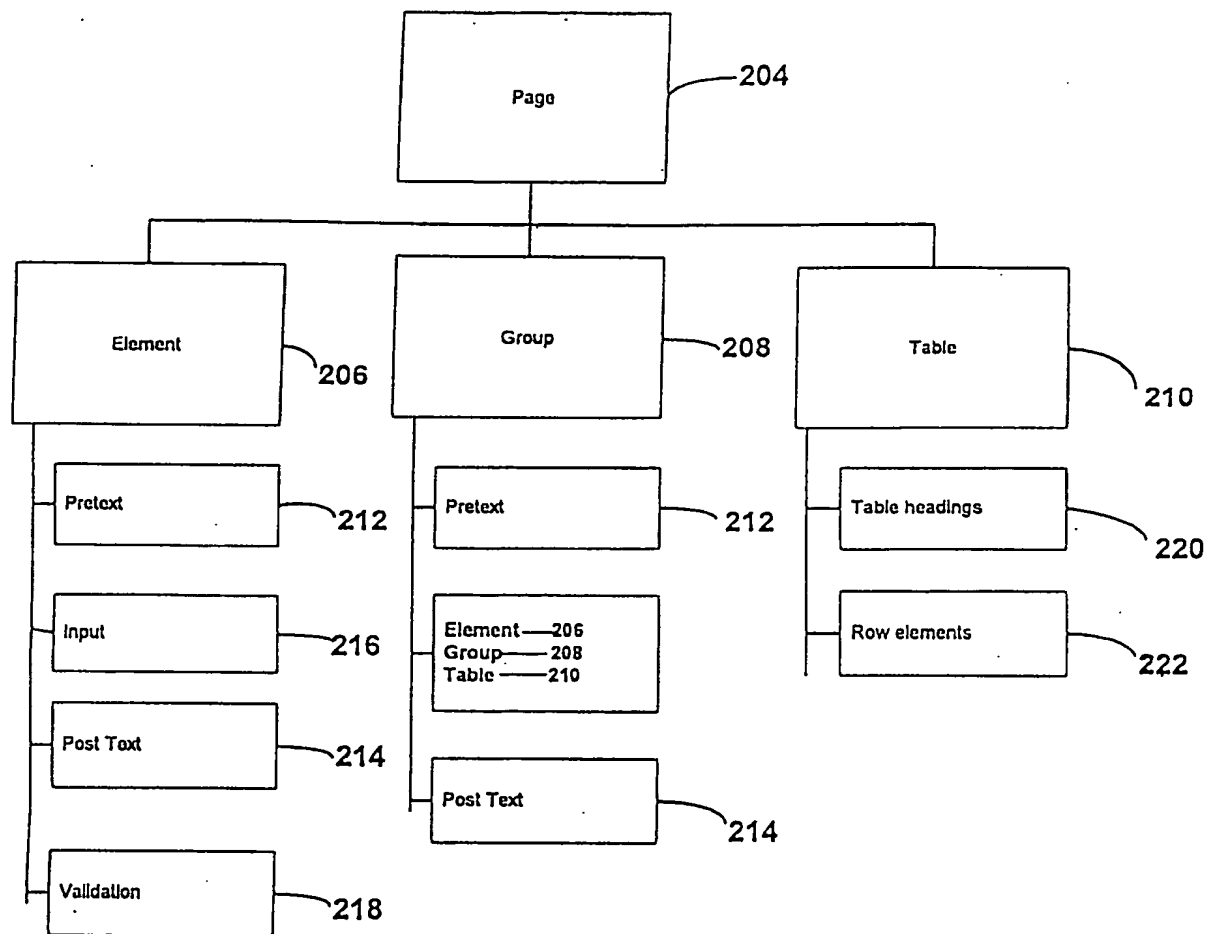 Page
204
Element
206
Group
208
Table
210
Pretext
212
Input
216
Post Text
214
Validation
218
Pretext
212
Element 206
Group 208
Table 210
Post Text
214
Table headings
220
Row elements
222